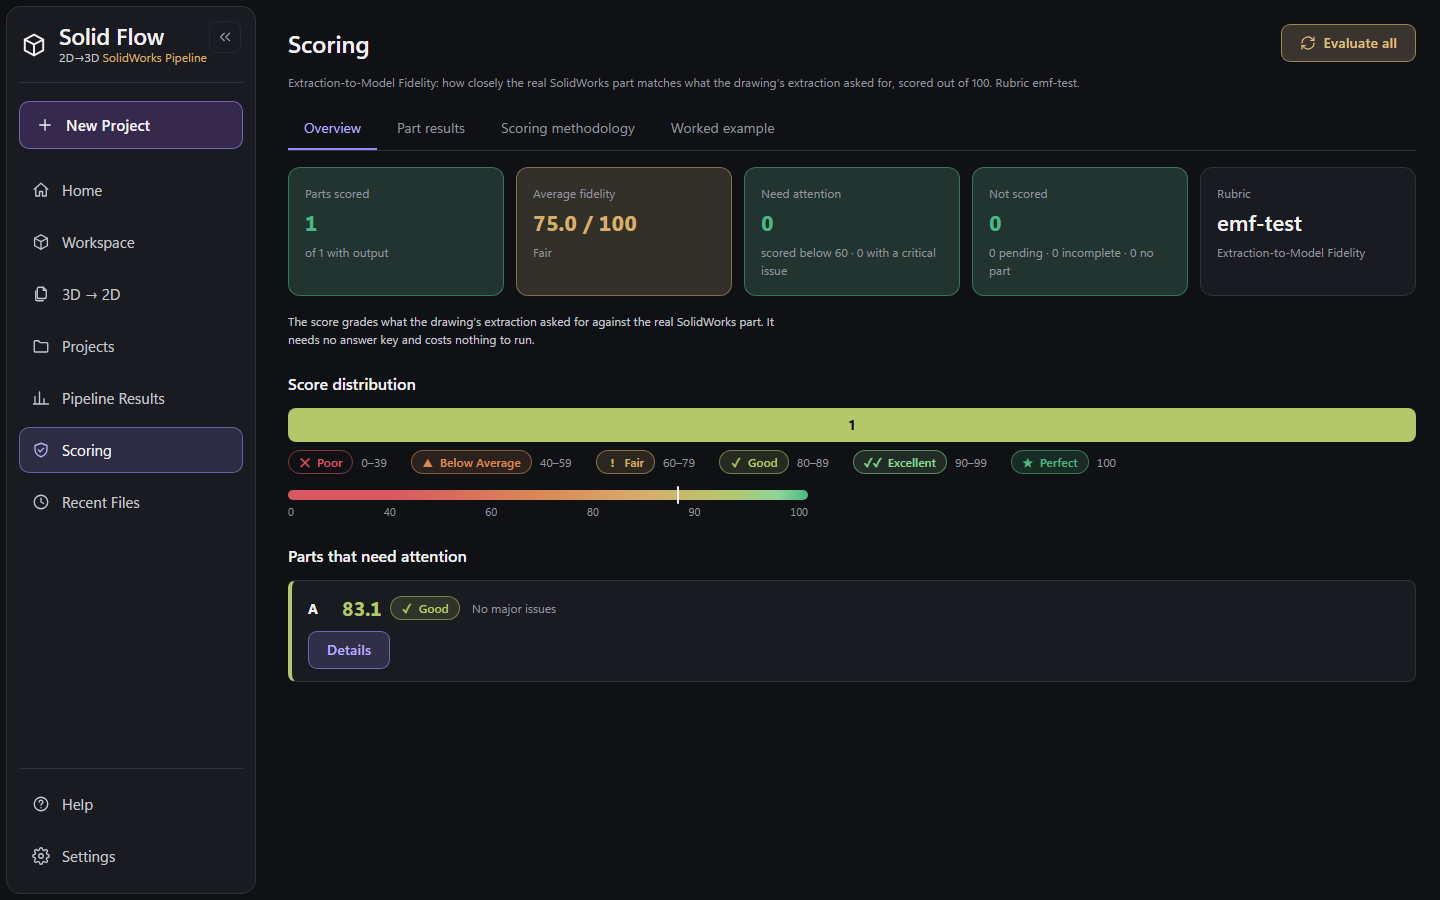 Solid Flow
2D→3D SolidWorks Pipeline
New Project
Home
Workspace
3D → 2D
Projects
Pipeline Results
Scoring
Recent Files
Help
Settings
Scoring
Evaluate all
Extraction-to-Model Fidelity: how closely the real SolidWorks part matches what the drawing's extraction asked for, scored out of 100. Rubric emf-test.
Overview Part results Scoring methodology Worked example
Parts scored
1
of 1 with output
Average fidelity
75.0 / 100
Fair
Need attention
0
scored below 60 · 0 with a critical
issue
Not scored
0
0 pending · 0 incomplete · 0 no
part
Rubric
emf-test
Extraction-to-Model Fidelity
The score grades what the drawing's extraction asked for against the real SolidWorks part. It
needs no answer key and costs nothing to run.
Score distribution
1
Poor 0–39 Below Average 40–59 Fair 60–79 Good 80–89 Excellent 90–99 Perfect 100
0 40 60 80 90 100
Parts that need attention
A 83.1 Good No major issues
Details